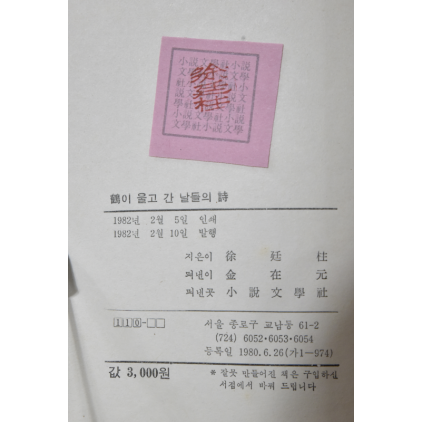 徐廷柱
鶴이 울고 간 날들의 詩
1982년 2월 5일 인쇄
1982년 2월 10일 발행
지은이 徐廷柱
펴낸이 金在元
펴낸곳 小說文學社
110-□□
서울 종로구 교남동 61-2
(724) 6052·6053·6054
등록일 1980.6.26(가1-974)
값 3,000원
* 잘못 만들어진 책은 구입하신
서점에서 바꿔 드립니다